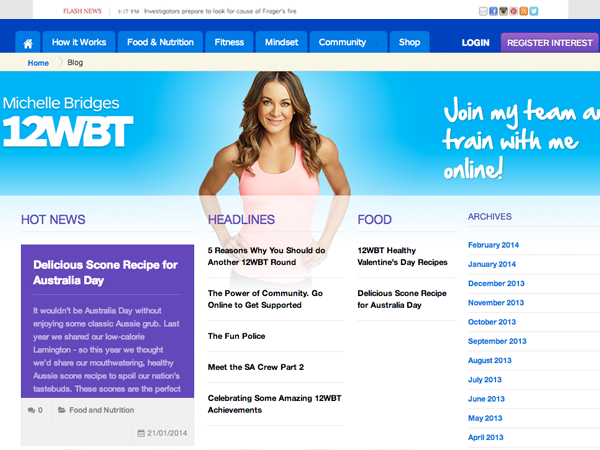 FLASH NEWS 3:17 PM Investigators prepare to look for cause of Frager's fire
How it Works Food & Nutrition Fitness Mindset Community Shop LOGIN REGISTER INTEREST
Home Blog
Michelle Bridges
12WBT
Join my team an
train with me
online!
HOT NEWS
Delicious Scone Recipe for
Australia Day
It wouldn't be Australia Day without
enjoying some classic Aussie grub. Last
year we shared our low-calorie
Lamington - so this year we thought
we'd share our mouthwatering, healthy
Aussie scone recipe to spoil our nation's
tastebuds. These scones are the perfect
0 Food and Nutrition
21/01/2014
HEADLINES
5 Reasons Why You Should do
Another 12WBT Round
The Power of Community. Go
Online to Get Supported
The Fun Police
Meet the SA Crew Part 2
Celebrating Some Amazing 12WBT
Achievements
FOOD
12WBT Healthy
Valentine's Day Recipes
Delicious Scone Recipe for
Australia Day
ARCHIVES
February 2014
January 2014
December 2013
November 2013
October 2013
September 2013
August 2013
July 2013
June 2013
May 2013
April 2013